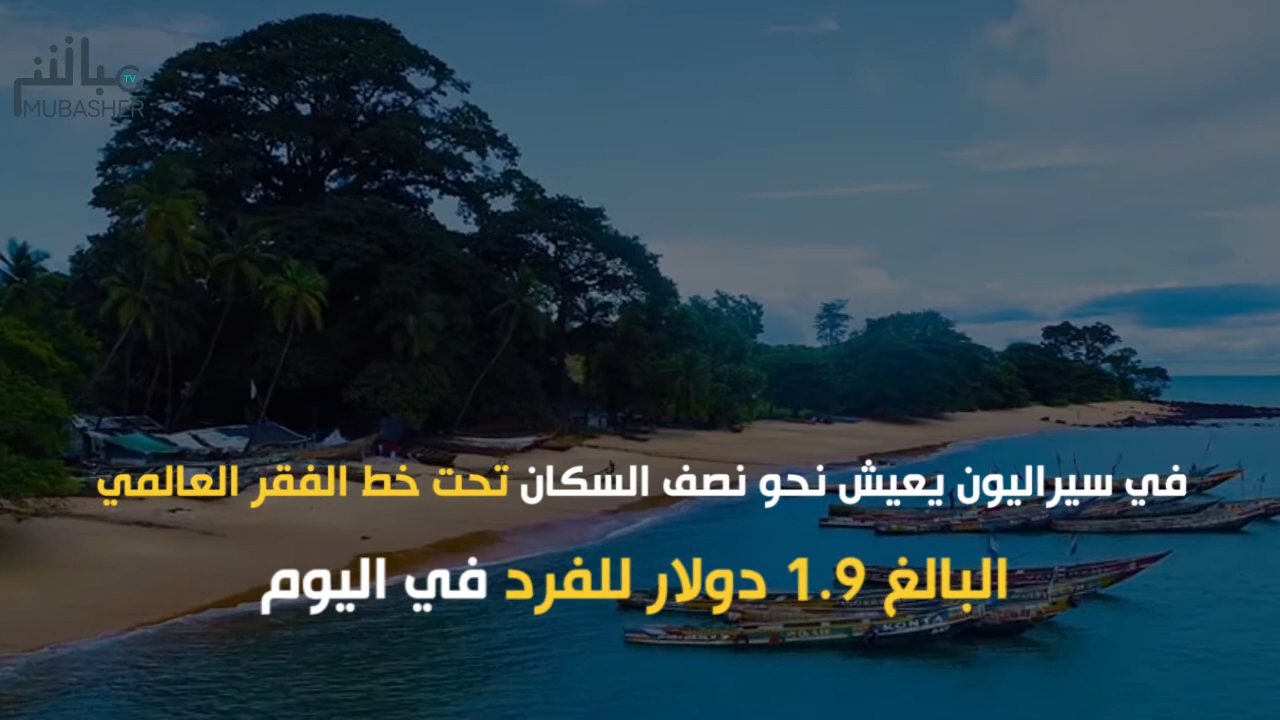 مباشر
TV
MUBASHER
في سيراليون يعيش نحو نصف السكان تحت خط الفقر العالمي
البالغ 1.9 دولار للفرد في اليوم
KONTA